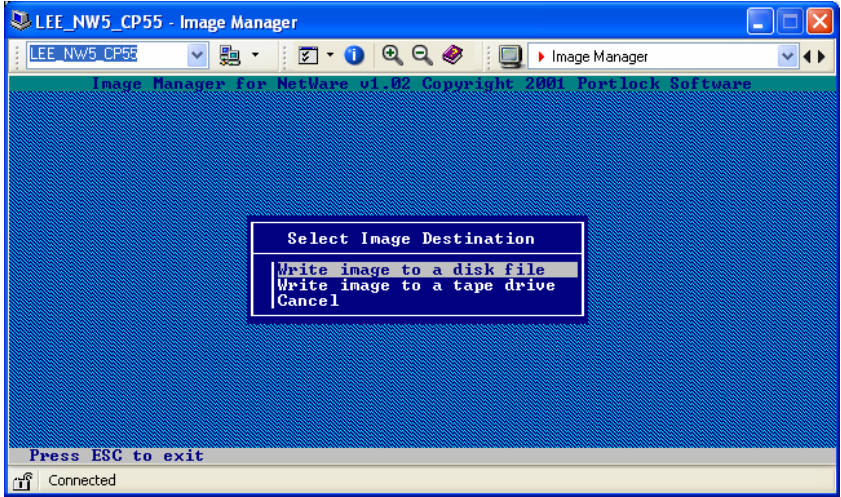 LEE_NW5_CP55 - Image Manager
LEE_NW5_CP55
Image Manager
Image Manager for NetWare v1.02 Copyright 2001 Portlock Software
Select Image Destination
Write image to a disk file
Write image to a tape drive
Cancel
Press ESC to exit
Connected